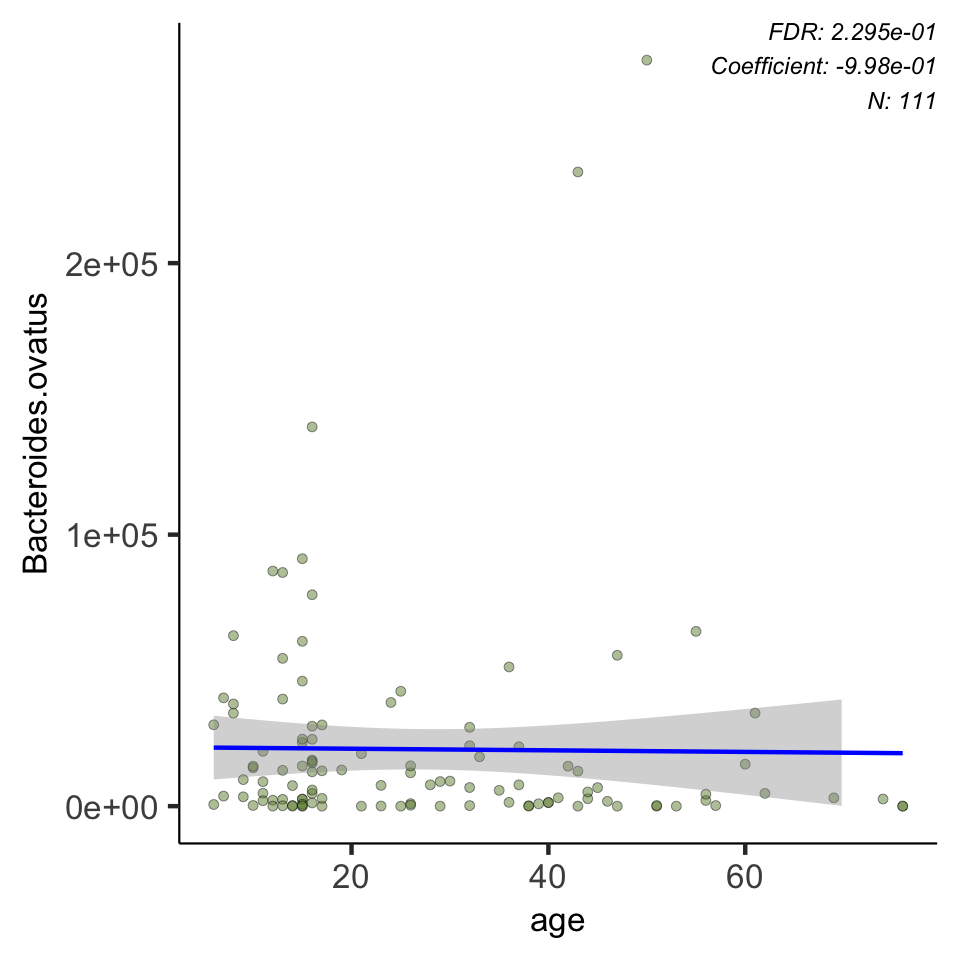 FDR: 2.295e-01
Coefficient: -9.98e-01
N: 111
2e+05
1e+05
0e+00
Bacteroides.ovatus
20
40
60
age